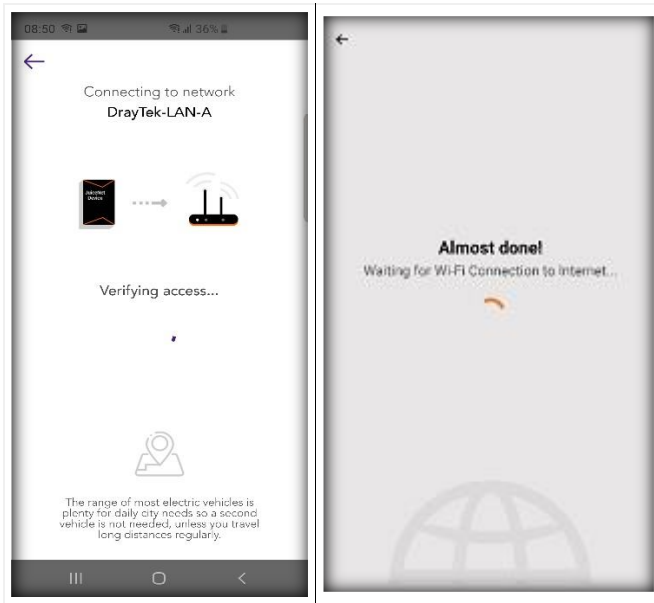 08:50 36%
Connecting to network
DrayTek-LAN-A
JuiceNet
Device
Verifying access...
The range of most electric vehicles is
plenty for daily city needs so a second
vehicle is not needed, unless you travel
long distances regularly.
Almost done!
Waiting for Wi-Fi Connection to Internet...